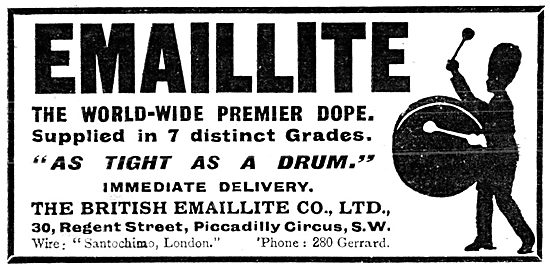 EMAILLITE
THE WORLD-WIDE PREMIER DOPE.
Supplied in 7 distinct Grades.
"AS TIGHT AS A DRUM."
IMMEDIATE DELIVERY.
THE BRITISH EMAILLITE CO., LTD.,
30, Regent Street, Piccadilly Circus, S.W.
Wire: "Santochimo, London." 'Phone: 280 Gerrard.